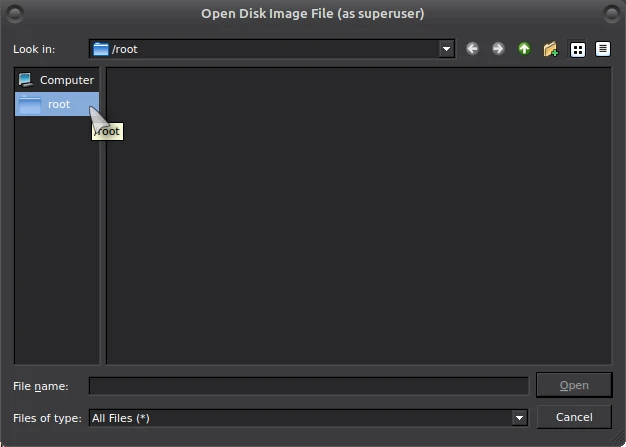 Open Disk Image File (as superuser)
Look in: /root
Computer
root
/root
File name: Open
Files of type: All Files (*) Cancel